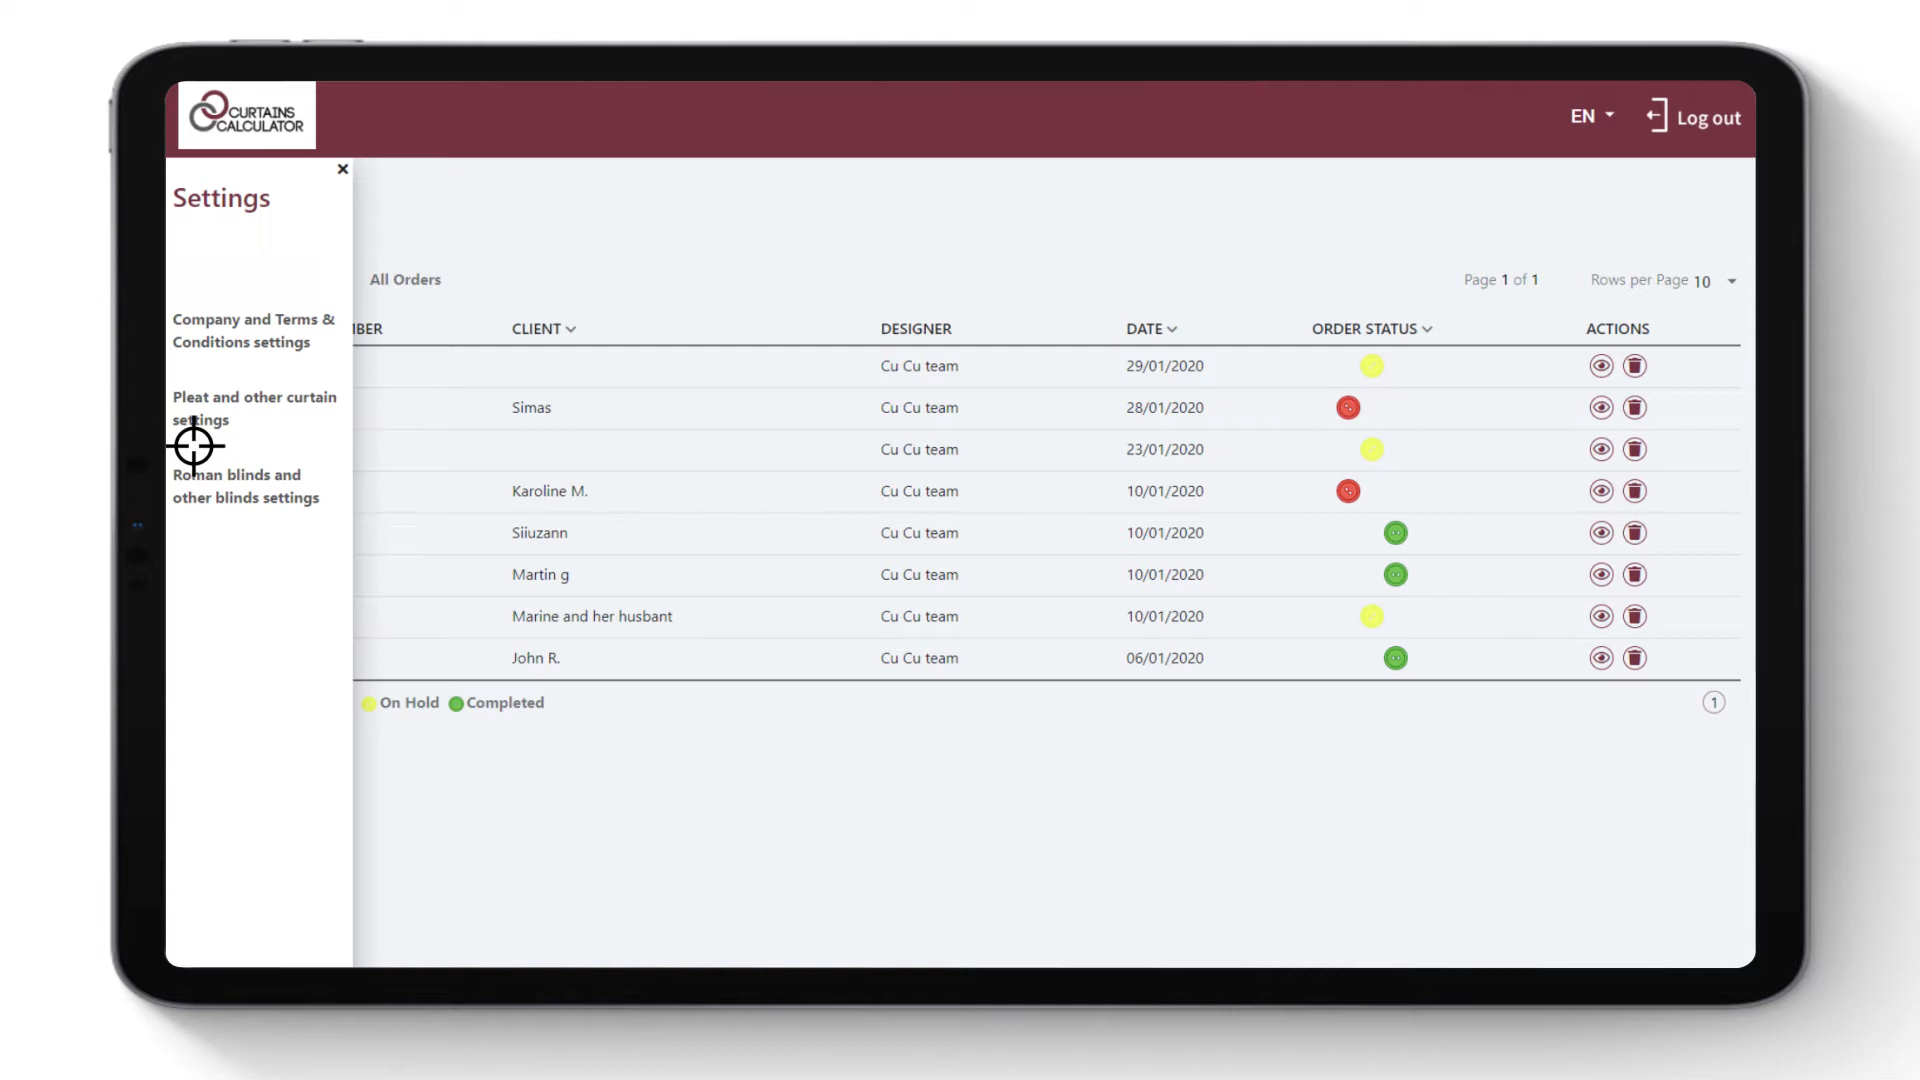 CURTAINS
CALCULATOR
EN
Log out
Settings
Company and Terms &
Conditions settings
Pleat and other curtain
settings
Roman blinds and
other blinds settings
All Orders
Page 1 of 1
Rows per Page 10
CLIENT DESIGNER DATE ORDER STATUS ACTIONS
Cu Cu team 29/01/2020
Simas Cu Cu team 28/01/2020
Cu Cu team 23/01/2020
Karoline M. Cu Cu team 10/01/2020
Siiuzann Cu Cu team 10/01/2020
Martin g Cu Cu team 10/01/2020
Marine and her husbant Cu Cu team 10/01/2020
John R. Cu Cu team 06/01/2020
On Hold Completed
1